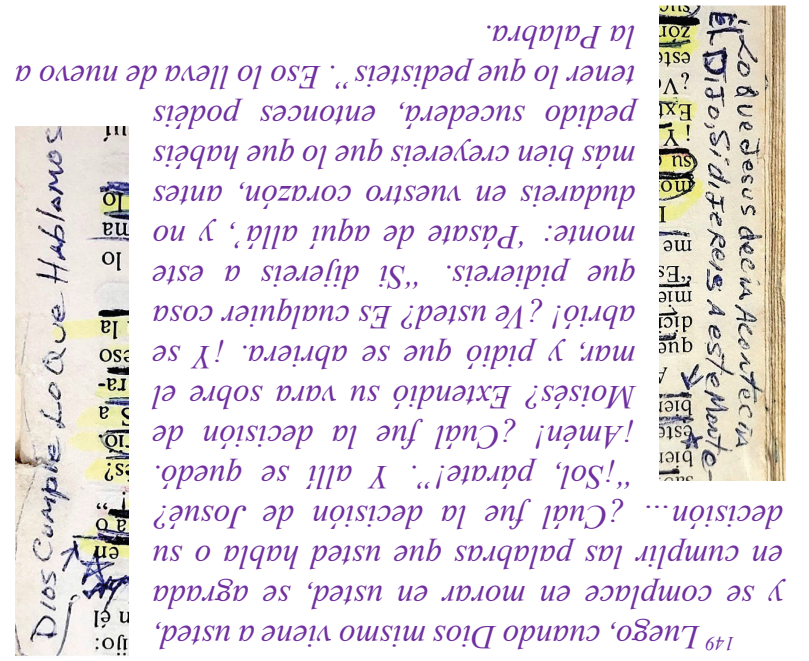 149 Luego, cuando Dios mismo viene a usted,
y se complace en morar en usted, se agrada
en cumplir las palabras que usted habla o su
decisión... ¿Cuál fue la decisión de Josué?
“¡Sol, párate!”. Y allí se quedó.
¡Amén! ¿Cuál fue la decisión de
Moisés? Extendió su vara sobre el
mar, y pidió que se abriera. ¡Y se
abrió! ¿Ve usted? Es cualquier cosa
que pidiereis. “Si dijereis a este
monte: ‘Pásate de aquí allá’, y no
dudareis en vuestro corazón, antes
más bien creyereis que lo que habéis
pedido sucederá, entonces podéis
tener lo que pedisteis”. Eso lo lleva de nuevo a
la Palabra.
Dios Cumple Lo Que Hablamos
¡Lo Que Jesus decia Acontecia
El Dijo, Si dijereis A este Monte-